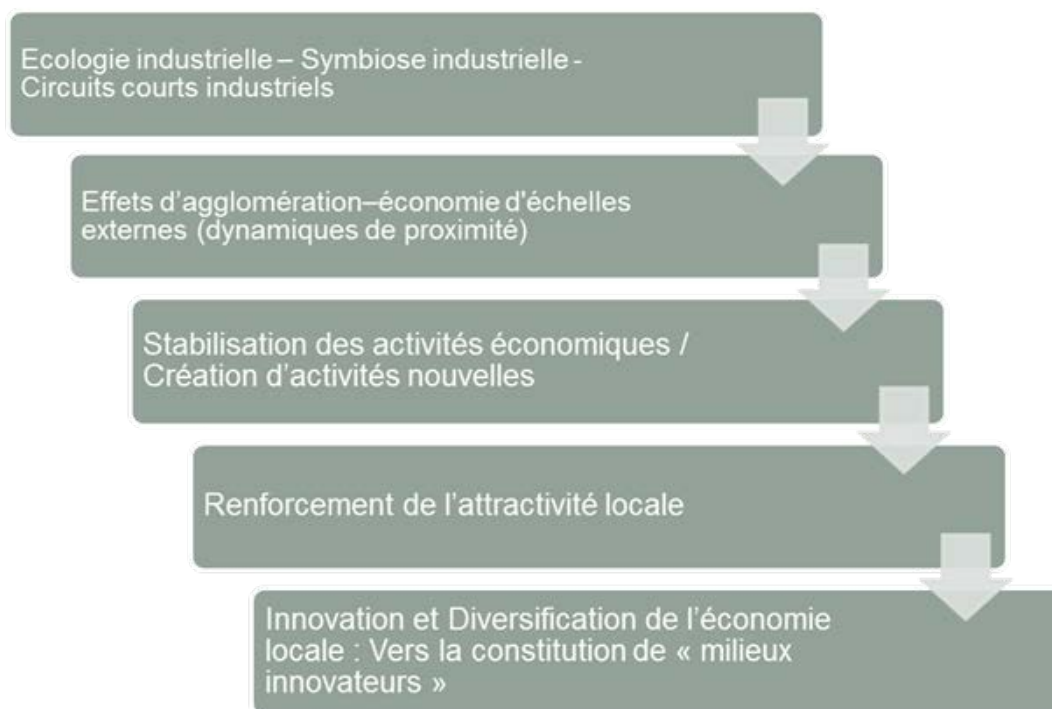 Ecologie industrielle – Symbiose industrielle -
Circuits courts industriels
Effets d’agglomération–économie d'échelles
externes (dynamiques de proximité)
Stabilisation des activités économiques /
Création d’activités nouvelles
Renforcement de l’attractivité locale
Innovation et Diversification de l’économie
locale : Vers la constitution de « milieux
innovateurs »